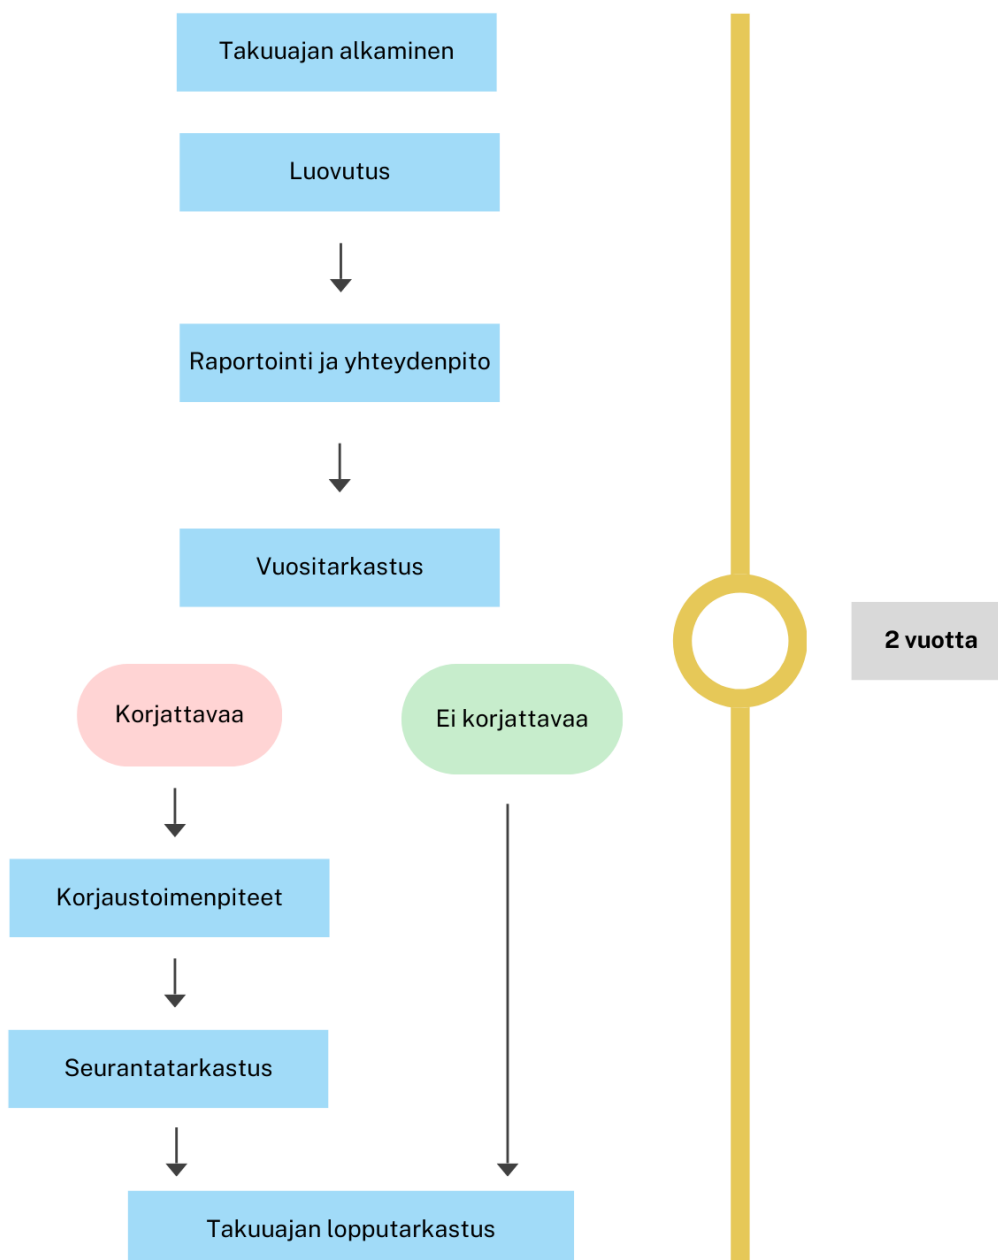 Takuuajan alkaminen
Luovutus
Raportointi ja yhteydenpito
Vuositarkastus
2 vuotta
Korjattavaa
Ei korjattavaa
Korjaustoimenpiteet
Seurantatarkastus
Takuuajan lopputarkastus